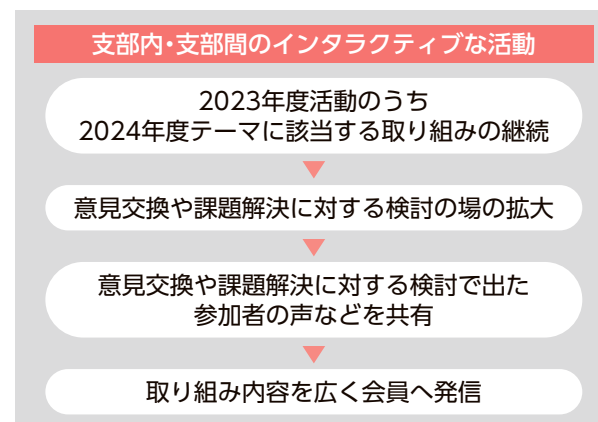 支部内・支部間のインタラクティブな活動
2023年度活動のうち
2024年度テーマに該当する取り組みの継続
意見交換や課題解決に対する検討の場の拡大
意見交換や課題解決に対する検討で出た
参加者の声などを共有
取り組み内容を広く会員へ発信